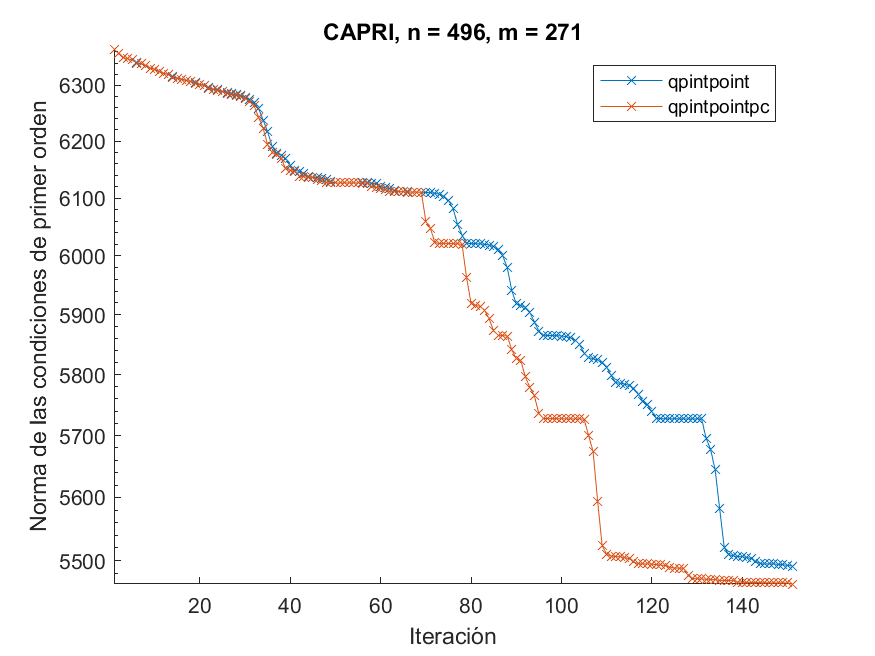 CAPRI, n = 496, m = 271
qpintpoint
qpintpointpc
Norma de las condiciones de primer orden
6300
6200
6100
6000
5900
5800
5700
5600
5500
20 40 60 80 100 120 140
Iteración